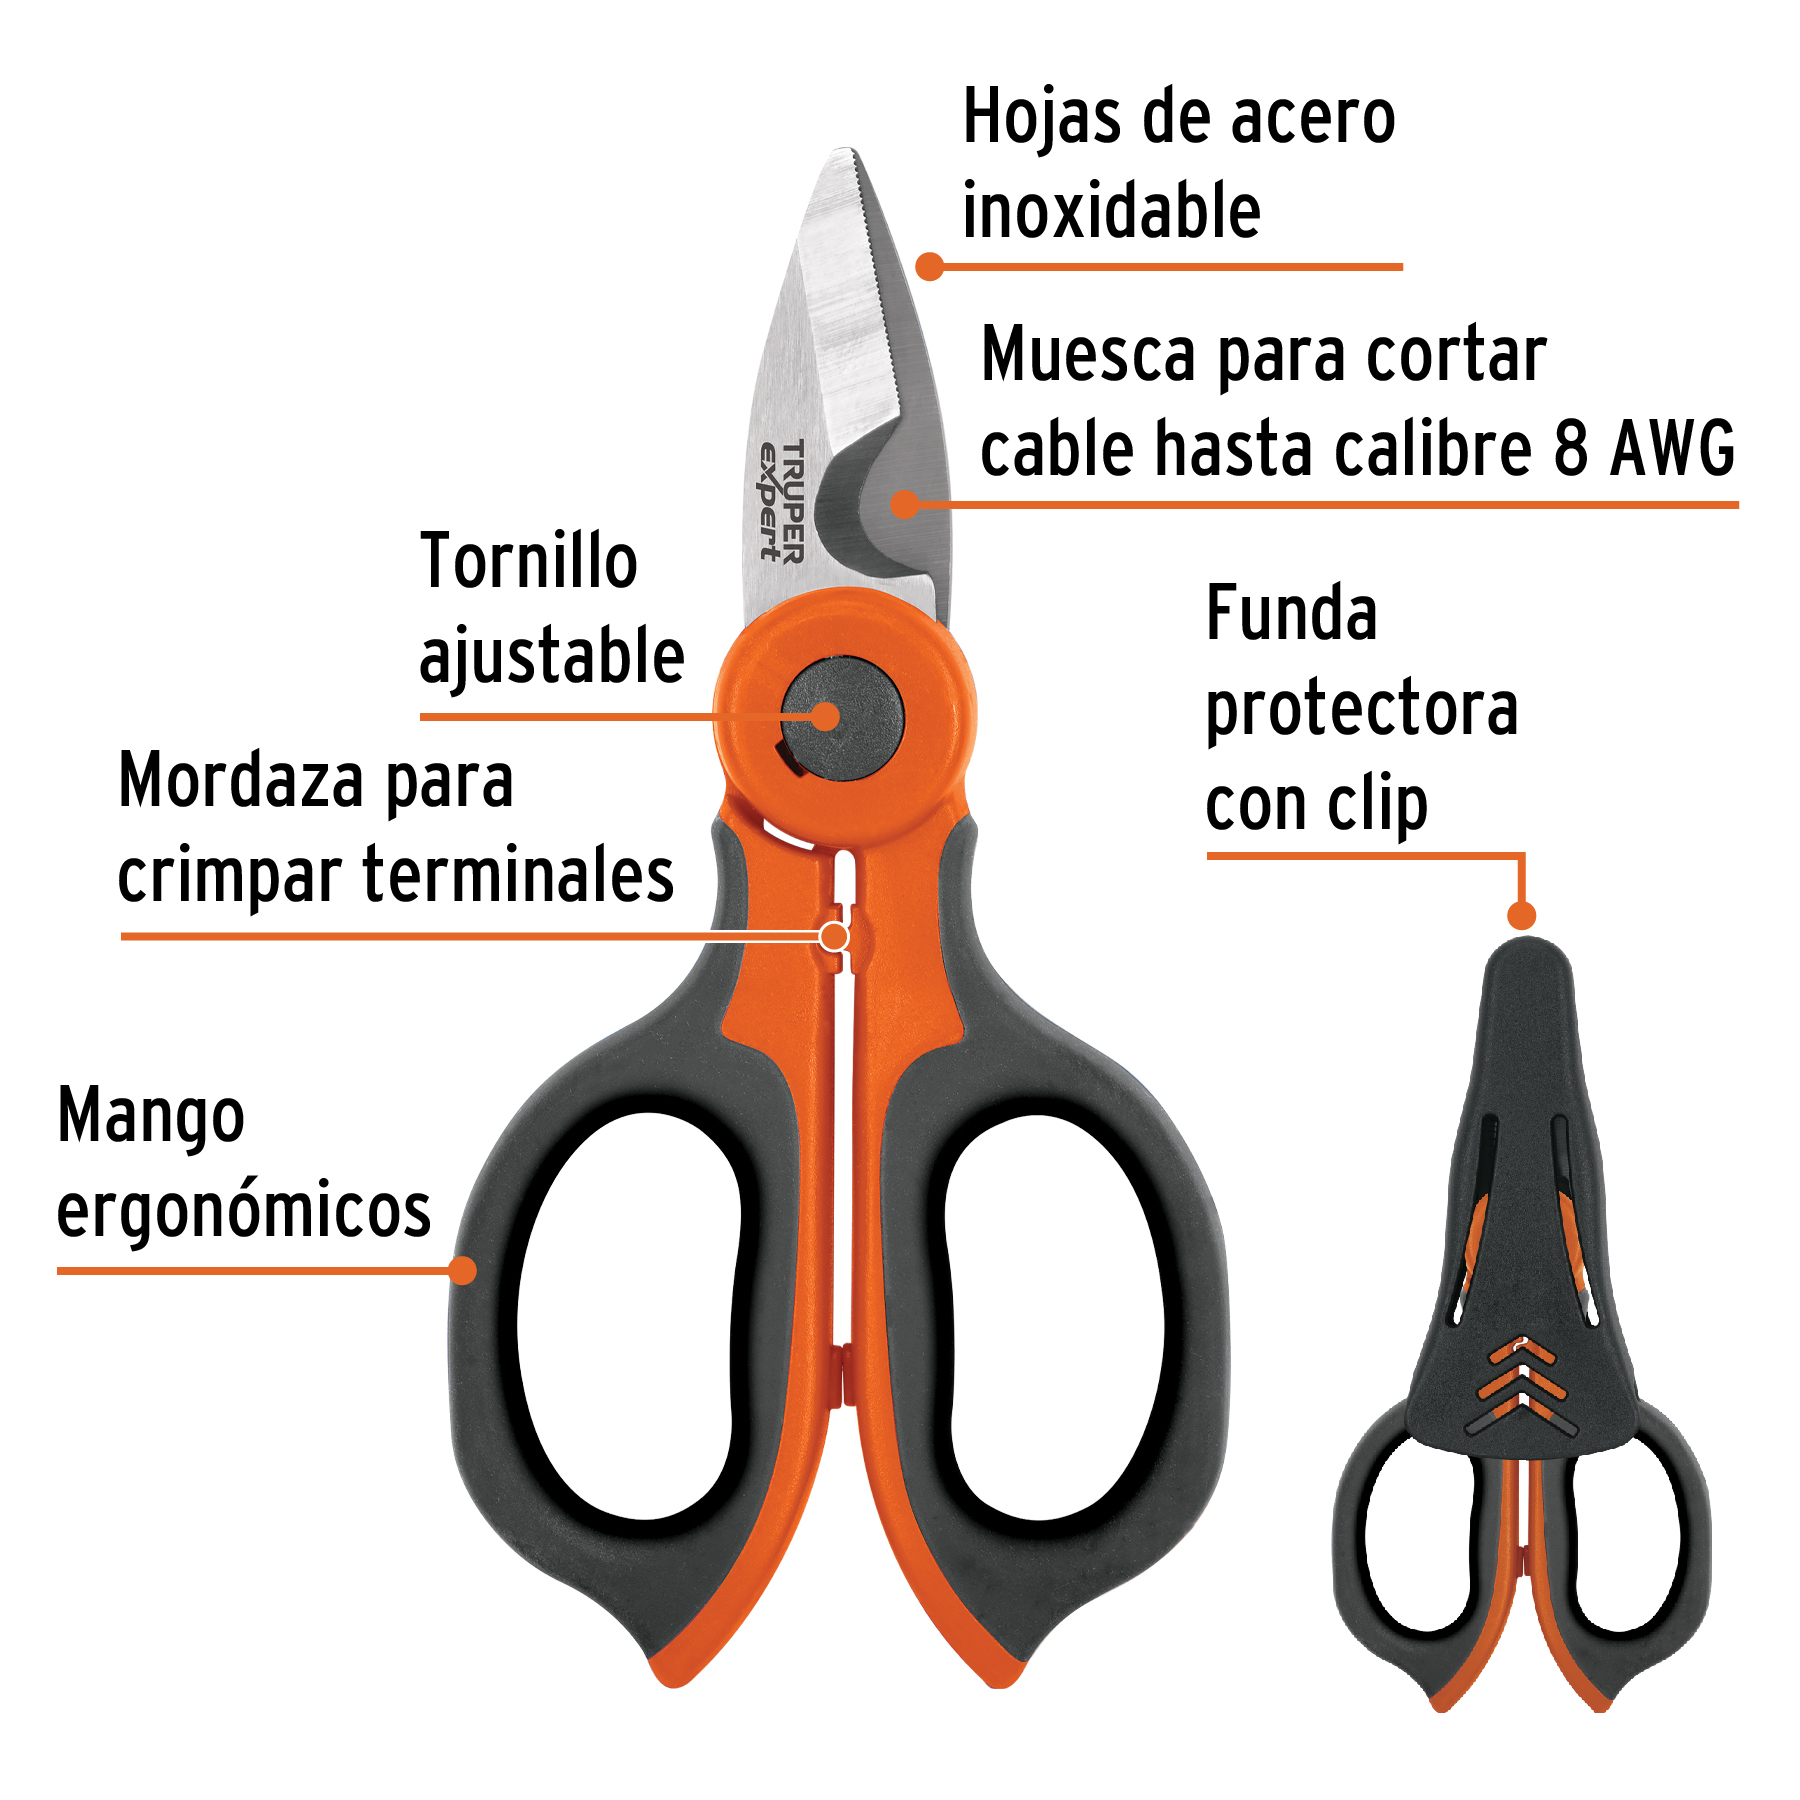 Hojas de acero
inoxidable
Muesca para cortar
cable hasta calibre 8 AWG
TRUPER
expert
Tornillo
ajustable
Funda
protectora
con clip
Mordaza para
crimpar terminales
Mango
ergonómicos